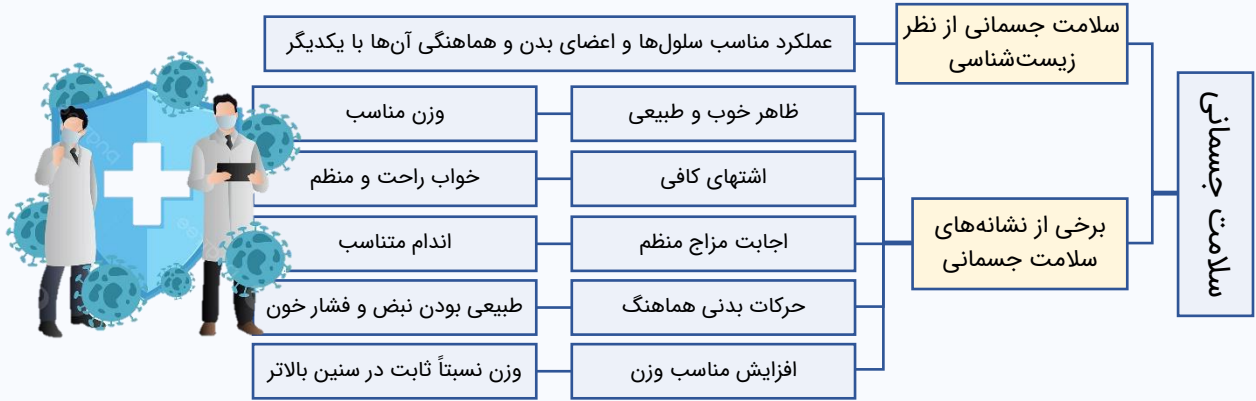 سلامت جسمانی
سلامت جسمانی از نظر
زیست‌شناسی
عملکرد مناسب سلول‌ها و اعضای بدن و هماهنگی آن‌ها با یکدیگر
برخی از نشانه‌های
سلامت جسمانی
ظاهر خوب و طبیعی
وزن مناسب
اشتهای کافی
خواب راحت و منظم
اجابت مزاج منظم
اندام متناسب
حرکات بدنی هماهنگ
طبیعی بودن نبض و فشار خون
افزایش مناسب وزن
وزن نسبتاً ثابت در سنین بالاتر